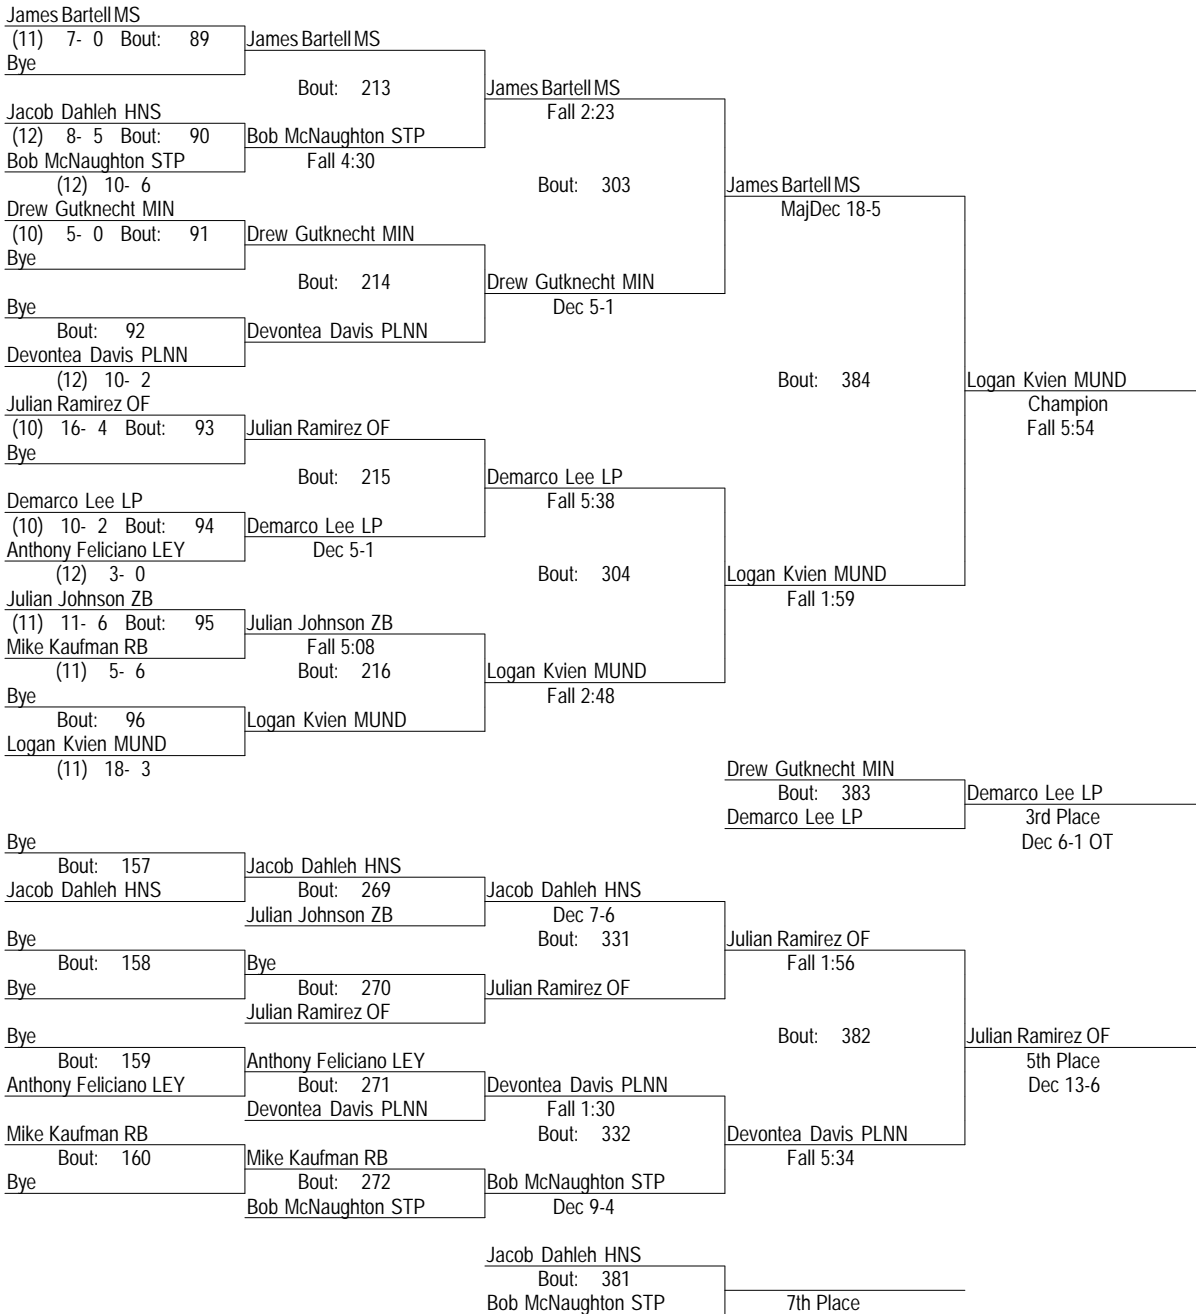 James Bartell MS
(11) 7- 0 Bout: 89
Bye
James Bartell MS
Bout: 213
Jacob Dahleh HNS
(12) 8- 5 Bout: 90
Bob McNaughton STP
(12) 10- 6
Bob McNaughton STP
Fall 4:30
James Bartell MS
Fall 2:23
Bout: 303
Drew Gutknecht MIN
(10) 5- 0 Bout: 91
Bye
Drew Gutknecht MIN
Bout: 214
Bye
Bout: 92
Devontea Davis PLNN
(12) 10- 2
Devontea Davis PLNN
Drew Gutknecht MIN
Dec 5-1
James Bartell MS
MajDec 18-5
Bout: 384
Julian Ramirez OF
(10) 16- 4 Bout: 93
Bye
Julian Ramirez OF
Bout: 215
Demarco Lee LP
(10) 10- 2 Bout: 94
Anthony Feliciano LEY
(12) 3- 0
Demarco Lee LP
Dec 5-1
Demarco Lee LP
Fall 5:38
Bout: 304
Julian Johnson ZB
(11) 11- 6 Bout: 95
Mike Kaufman RB
(11) 5- 6
Julian Johnson ZB
Fall 5:08
Bout: 216
Bye
Bout: 96
Logan Kvien MUND
(11) 18- 3
Logan Kvien MUND
Logan Kvien MUND
Fall 2:48
Logan Kvien MUND
Fall 1:59
Logan Kvien MUND
Champion
Fall 5:54
Drew Gutknecht MIN
Bout: 383
Demarco Lee LP
Demarco Lee LP
3rd Place
Dec 6-1 OT
Bye
Bout: 157
Jacob Dahleh HNS
Jacob Dahleh HNS
Bout: 269
Julian Johnson ZB
Jacob Dahleh HNS
Dec 7-6
Bout: 331
Bye
Bout: 158
Bye
Bye
Bout: 270
Julian Ramirez OF
Julian Ramirez OF
Julian Ramirez OF
Fall 1:56
Bout: 382
Bye
Bout: 159
Anthony Feliciano LEY
Anthony Feliciano LEY
Bout: 271
Devontea Davis PLNN
Devontea Davis PLNN
Fall 1:30
Bout: 332
Mike Kaufman RB
Bout: 160
Bye
Mike Kaufman RB
Bout: 272
Bob McNaughton STP
Bob McNaughton STP
Dec 9-4
Devontea Davis PLNN
Fall 5:34
Julian Ramirez OF
5th Place
Dec 13-6
Jacob Dahleh HNS
Bout: 381
Bob McNaughton STP
7th Place